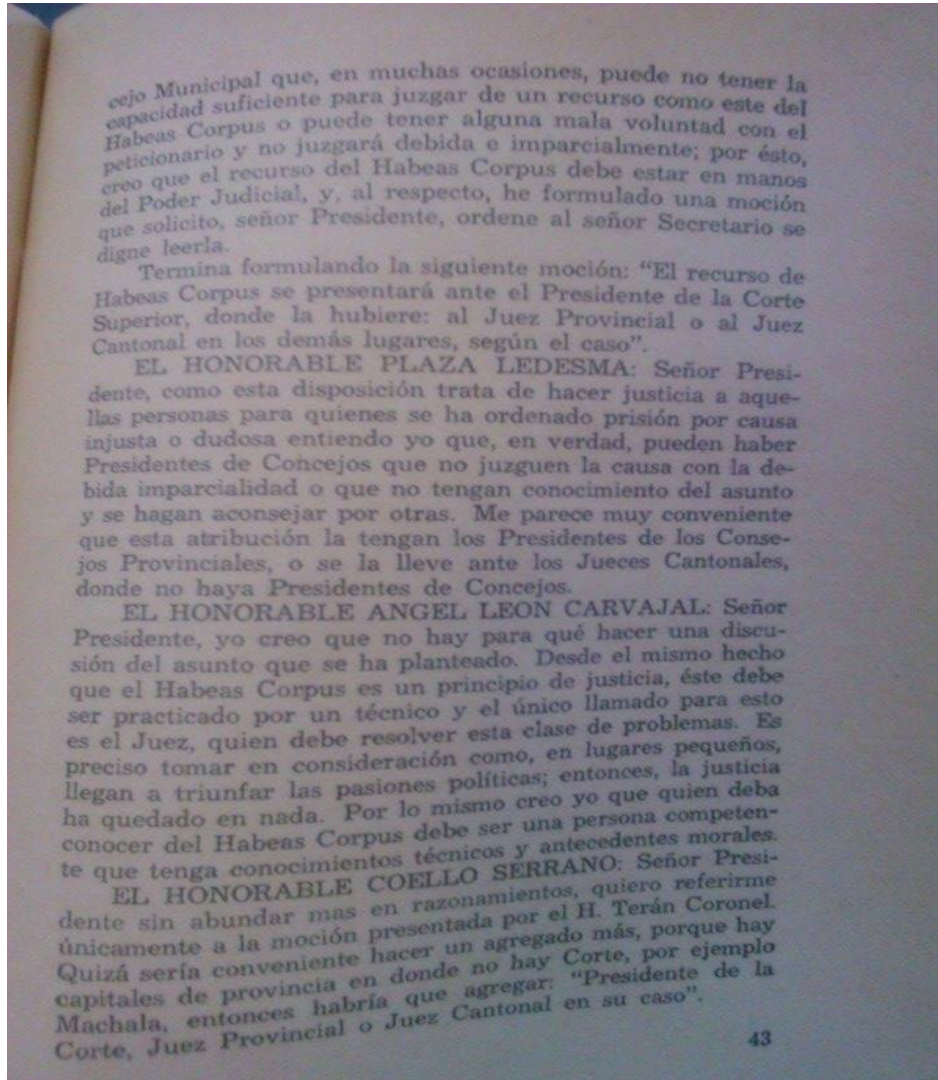 cejo Municipal que, en muchas ocasiones, puede no tener la
capacidad suficiente para juzgar de un recurso como este del
Habeas Corpus o puede tener alguna mala voluntad con el
peticionario y no juzgará debida e imparcialmente; por ésto,
creo que el recurso del Habeas Corpus debe estar en manos
del Poder Judicial, y, al respecto, he formulado una moción
que solicito, señor Presidente, ordene al señor Secretario se
digne leerla.
Termina formulando la siguiente moción: "El recurso de
Habeas Corpus se presentará ante el Presidente de la Corte
Superior, donde la hubiere: al Juez Provincial o al Juez
Cantonal en los demás lugares, según el caso".
EL HONORABLE PLAZA LEDESMA: Señor Presi-
dente, como esta disposición trata de hacer justicia a aque-
llas personas para quienes se ha ordenado prisión por causa
injusta o dudosa entiendo yo que, en verdad, pueden haber
Presidentes de Concejos que no juzguen la causa con la de-
bida imparcialidad o que no tengan conocimiento del asunto
y se hagan aconsejar por otras. Me parece muy conveniente
que esta atribución la tengan los Presidentes de los Conse-
jos Provinciales, o se la lleve ante los Jueces Cantonales,
donde no haya Presidentes de Concejos.
EL HONORABLE ANGEL LEON CARVAJAL: Señor
Presidente, yo creo que no hay para qué hacer una discu-
sión del asunto que se ha planteado. Desde el mismo hecho
que el Habeas Corpus es un principio de justicia, éste debe
ser practicado por un técnico y el único llamado para esto
es el Juez, quien debe resolver esta clase de problemas. Es
preciso tomar en consideración como, en lugares pequeños,
llegan a triunfar las pasiones políticas; entonces, la justicia
ha quedado en nada. Por lo mismo creo yo que quien deba
conocer del Habeas Corpus debe ser una persona competen-
te que tenga conocimientos técnicos y antecedentes morales.
EL HONORABLE COELLO SERRANO: Señor Presi-
dente sin abundar mas en razonamientos, quiero referirme
únicamente a la moción presentada por el H. Terán Coronel.
Quizá sería conveniente hacer un agregado más, porque hay
capitales de provincia en donde no hay Corte, por ejemplo
Machala, entonces habría que agregar: "Presidente de la
Corte, Juez Provincial o Juez Cantonal en su caso".
43